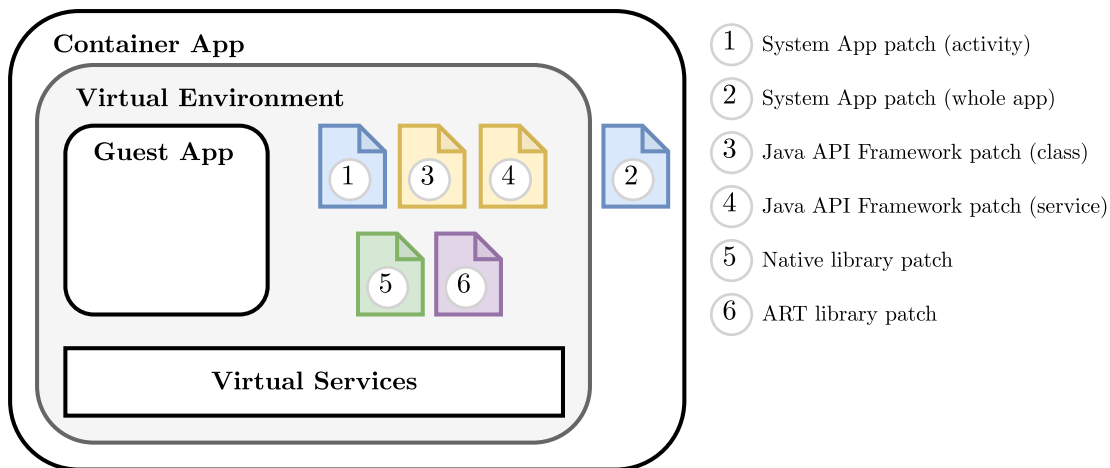 Container App
Virtual Environment
Guest App
1
3
4
2
5
6
Virtual Services
1 System App patch (activity)
2 System App patch (whole app)
3 Java API Framework patch (class)
4 Java API Framework patch (service)
5 Native library patch
6 ART library patch